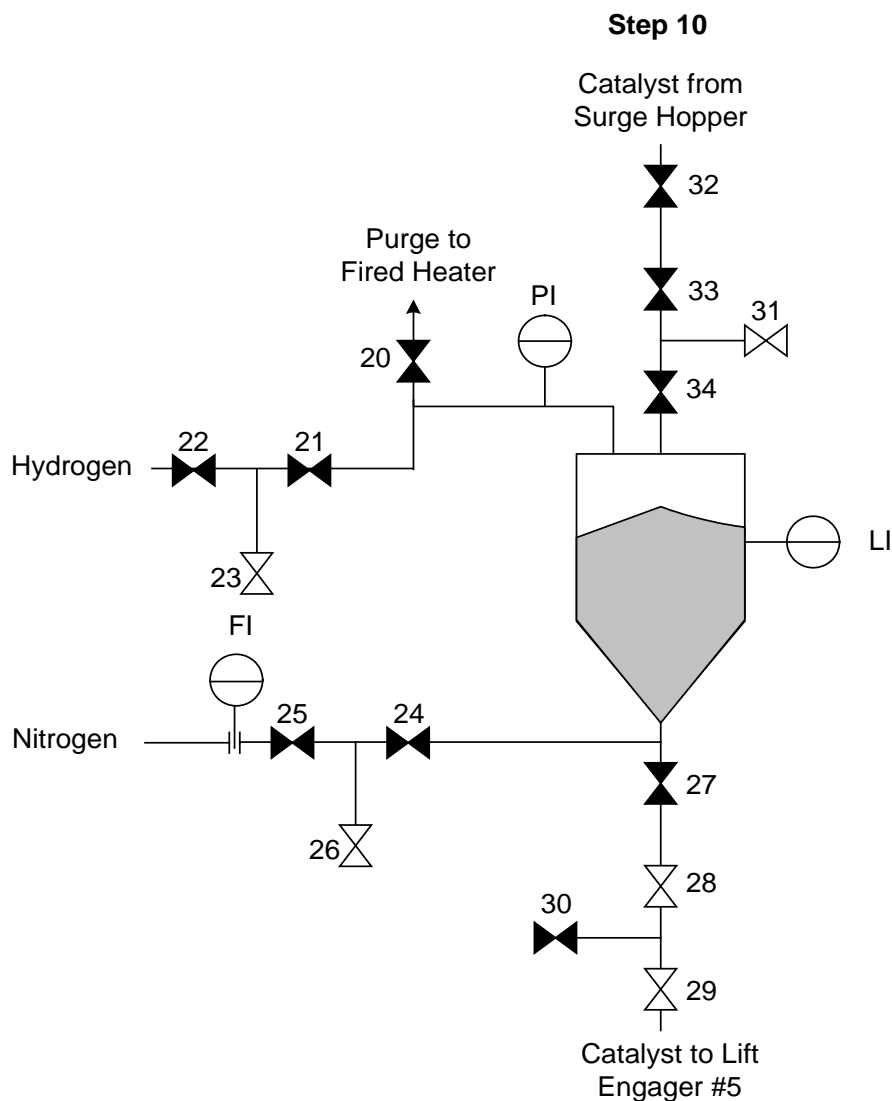 Step 10
Catalyst from
Surge Hopper
32
Purge to
Fired Heater
33
PI
31
20
34
22
21
Hydrogen
LI
23
FI
25
24
Nitrogen
27
26
28
30
29
Catalyst to Lift
Engager #5